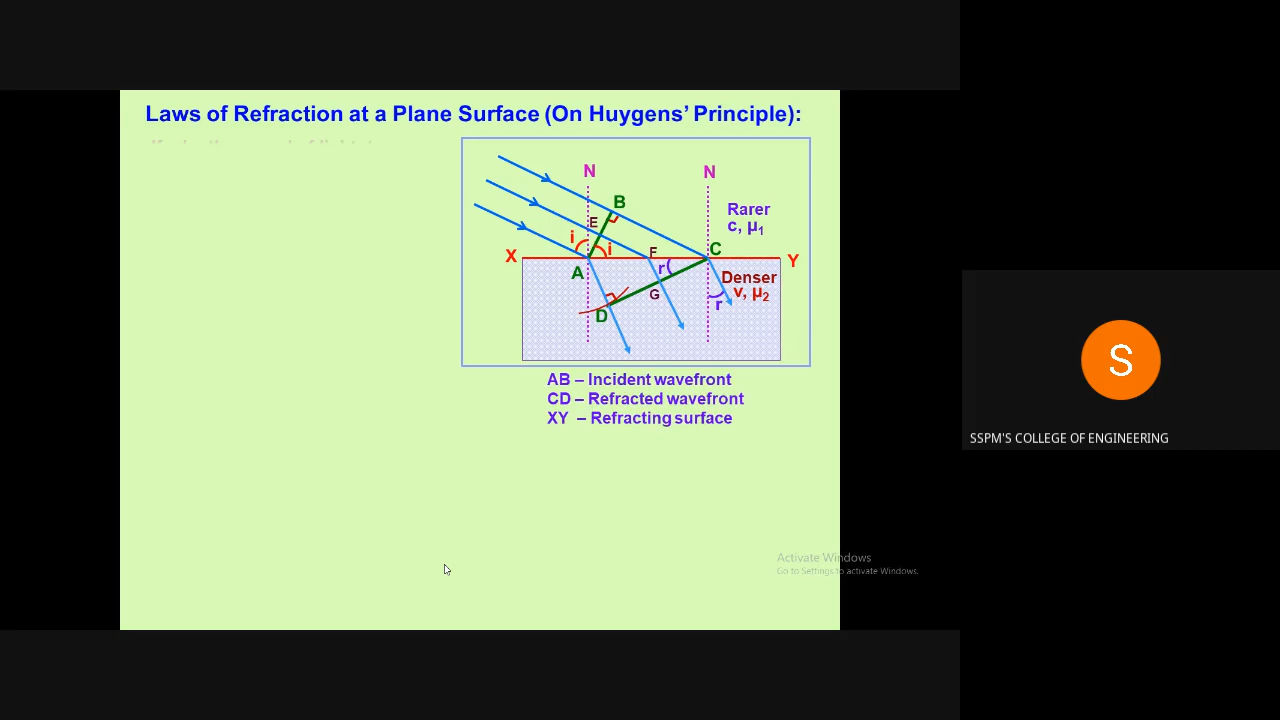 Laws of Refraction at a Plane Surface (On Huygens' Principle):
N
N
B
Rarer
c, μ1
E
i
i
F
C
X
Y
A
r
Denser
v, μ2
G
r
D
AB – Incident wavefront
CD – Refracted wavefront
XY – Refracting surface
S
SSPM'S COLLEGE OF ENGINEERING
Activate Windows
Go to Settings to activate Windows.